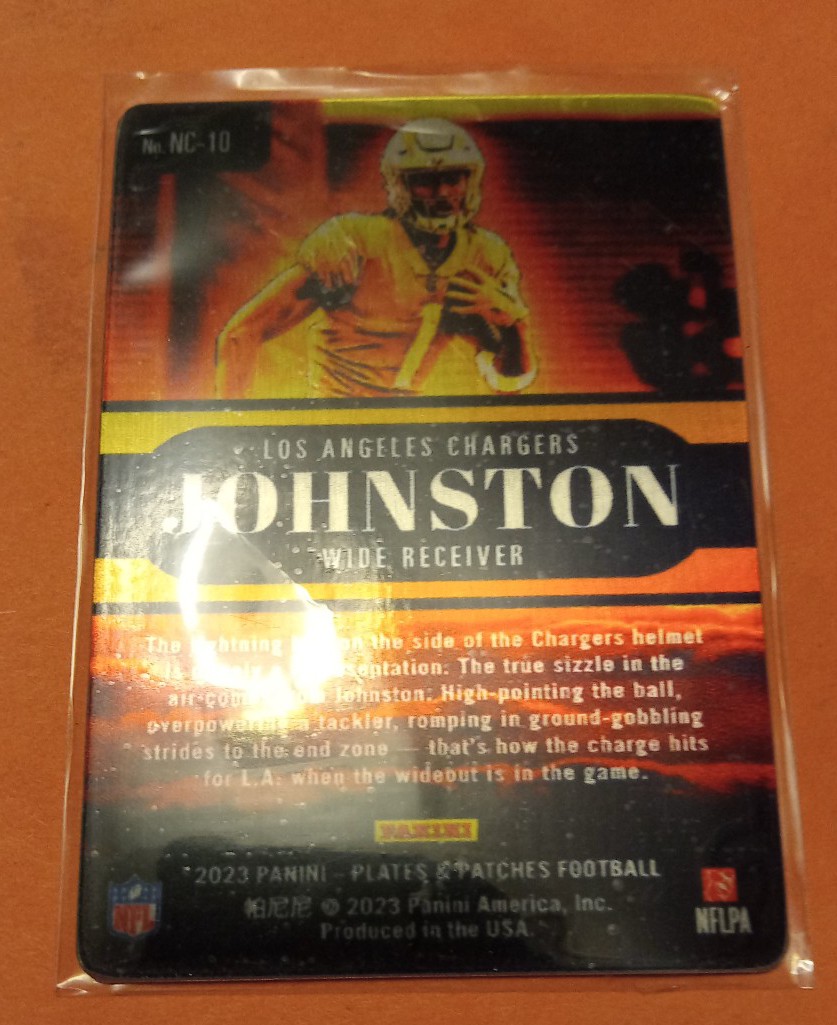 No. NC-10
LOS ANGELES CHARGERS
JOHNSTON
WIDE RECEIVER
The on the side of the Chargers helmet
The true sizzle in the
Johnston. High-pointing the ball,
overpowering a tackler, romping in ground-gobbling
strides to the end zone — that's how the charge hits
for L.A. when the wideout is in the game.
PANINI
2023 PANINI – PLATES & PATCHES FOOTBALL
帕尼尼 © 2023 Panini America, Inc.
Produced in the USA.
NFL
NFLPA